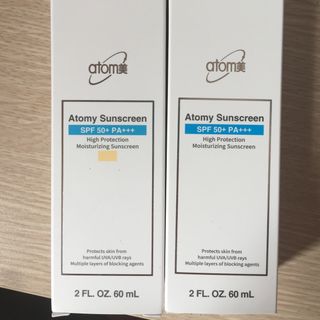 atom美
Atomy Sunscreen
SPF 50+ PA+++
High Protection
Moisturizing Sunscreen
Protects skin from
harmful UVA/UVB rays
Multiple layers of blocking agents
2 FL. OZ. 60 mL
atom美
Atomy Sunscreen
SPF 50+ PA+++
High Protection
Moisturizing Sunscreen
Protects skin from
harmful UVA/UVB rays
Multiple layers of blocking agents
2 FL. OZ. 60 mL